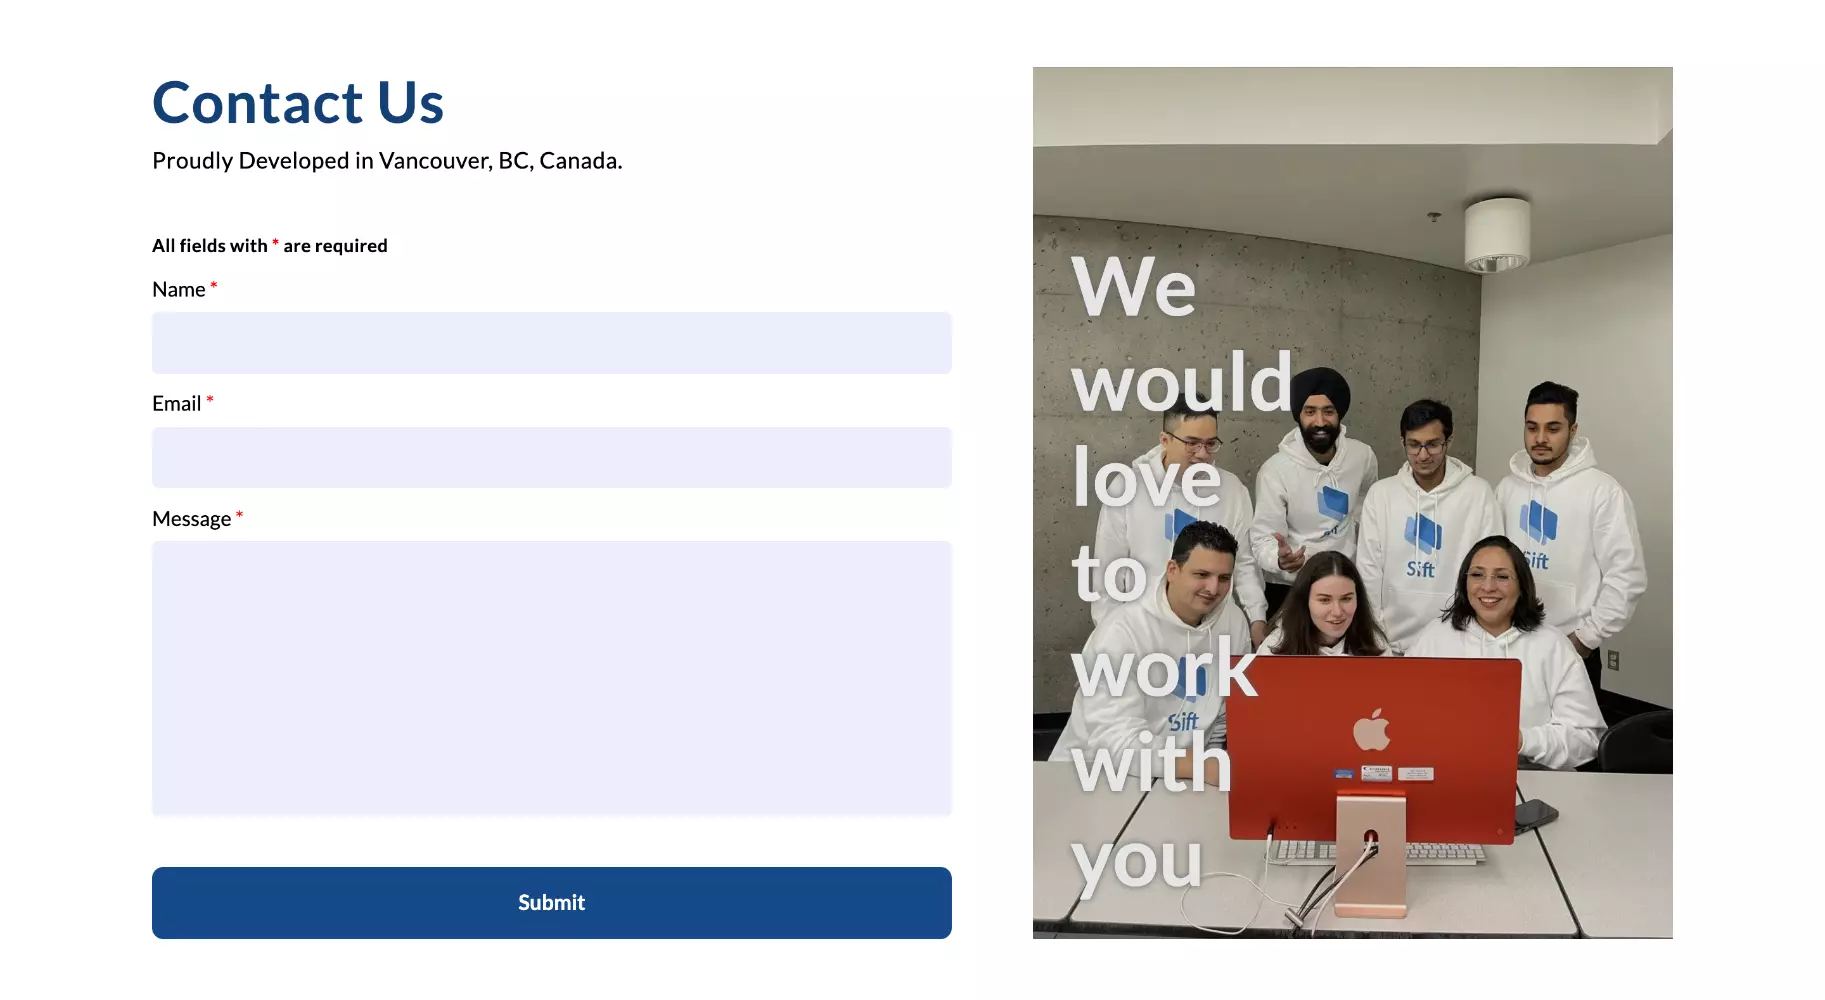 Contact Us
Proudly Developed in Vancouver, BC, Canada.
All fields with * are required
Name *
Email *
Message *
Submit
We
would
love
to
work
with
you
Sift
Sift
Sift